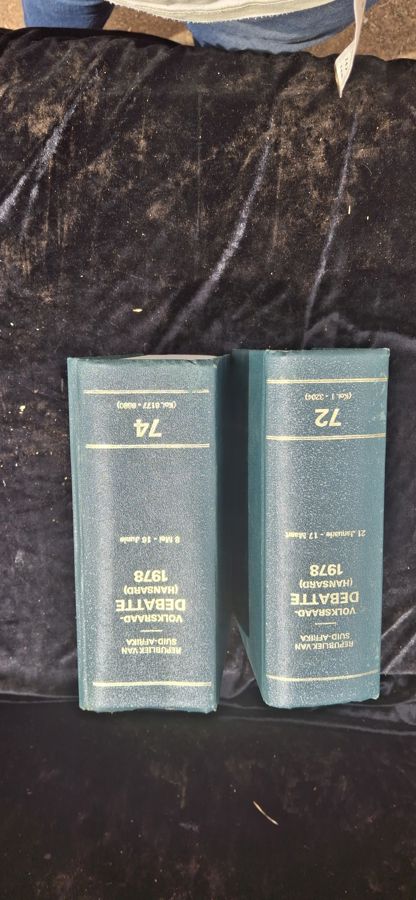 REPUBLIEK VAN
SUID-AFRIKA
VOLKSRAAD-
DEBATTE
(HANSARD)
1978
21 Januarie - 17 Maart
72
(Kol. 1 - 3204)
REPUBLIEK VAN
SUID-AFRIKA
VOLKSRAAD-
DEBATTE
(HANSARD)
1978
8 Mei - 16 Junie
74